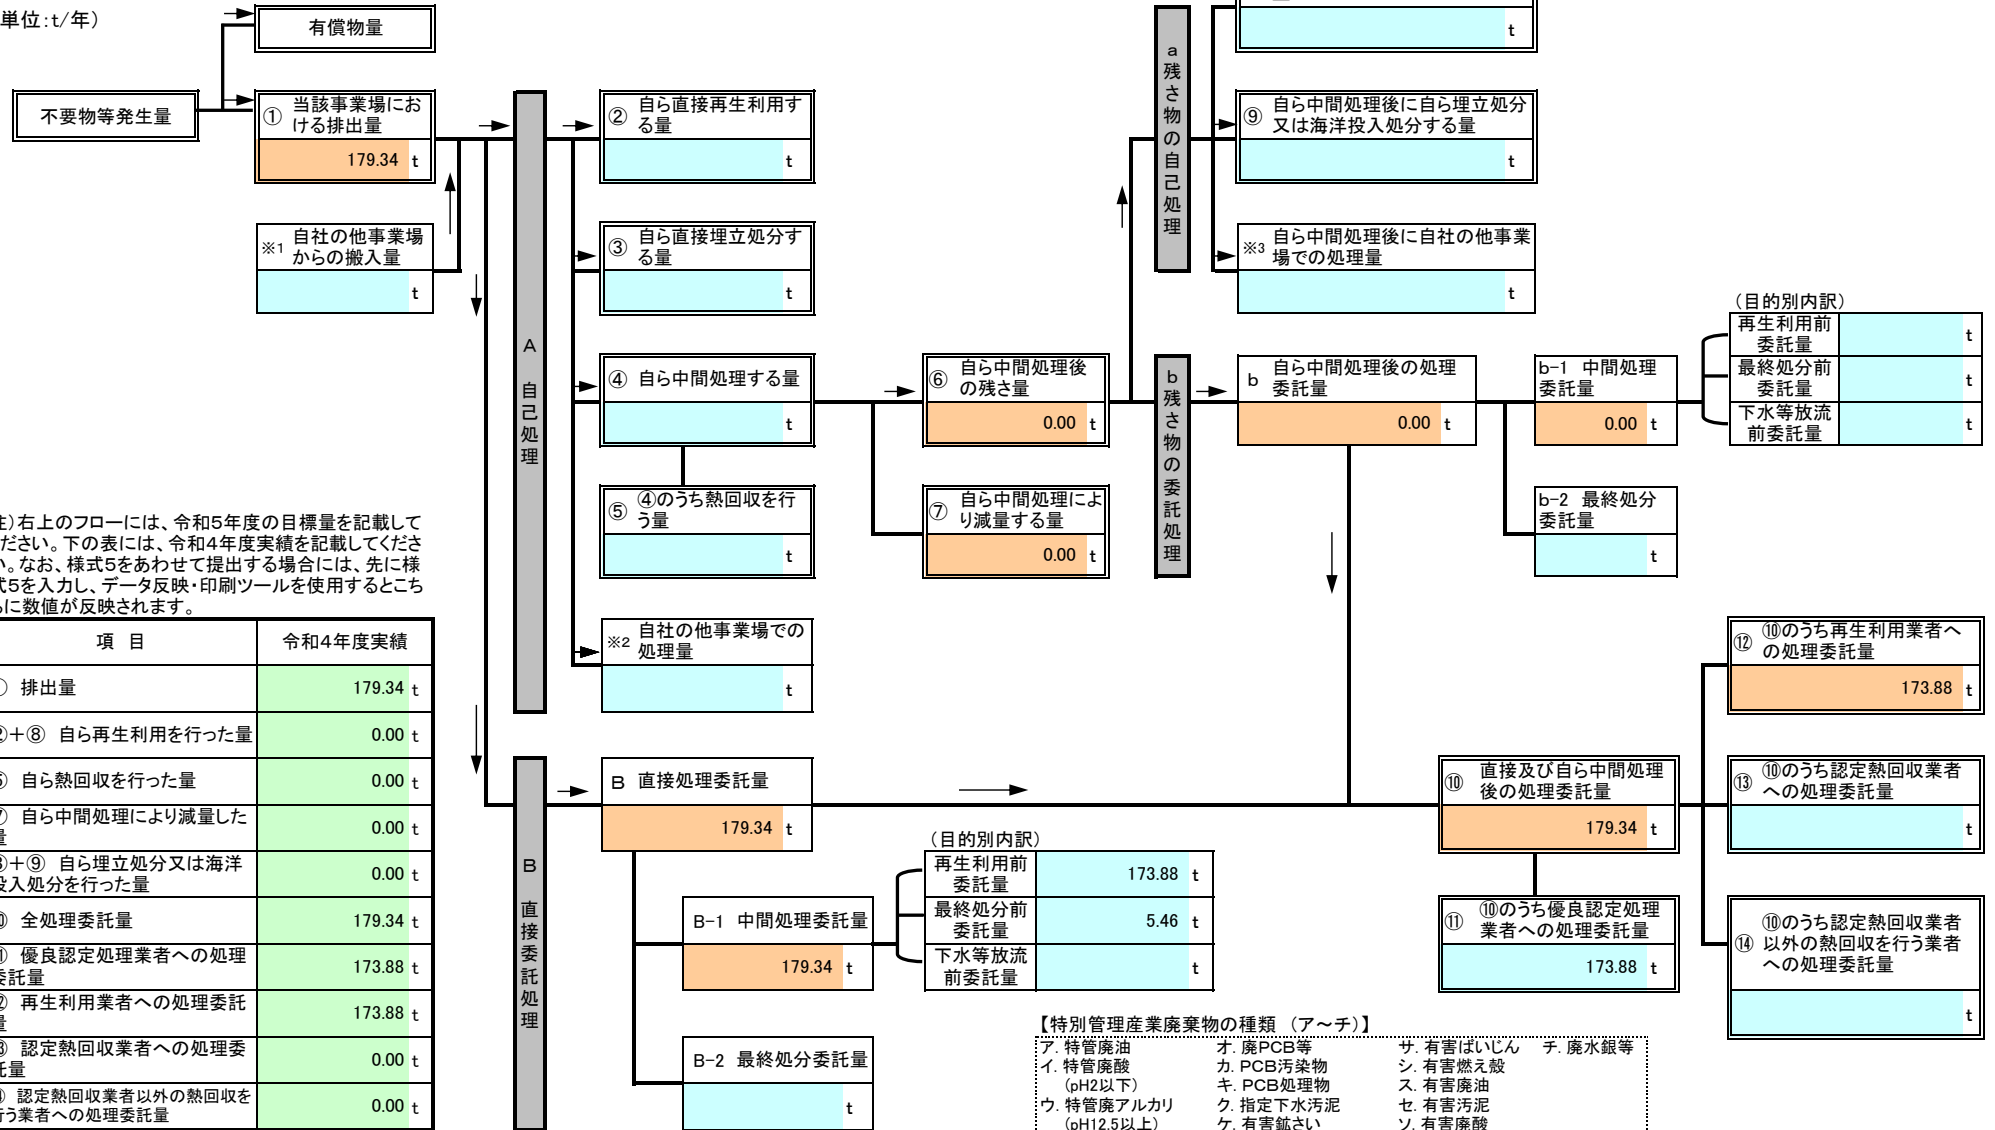 単位:t/年)
有償物量
不要物等発生量
① 当該事業場にお
ける排出量
179.34 t
※1 自社の他事業場
からの搬入量
t
A 自己処理
② 自ら直接再生利用す
る量
t
③ 自ら直接埋立処分す
る量
t
④ 自ら中間処理する量
t
⑤ ④のうち熱回収を行
う量
t
※2 自社の他事業場での
処理量
t
⑥ 自ら中間処理後
の残さ量
0.00 t
⑦ 自ら中間処理によ
り減量する量
0.00 t
a 残さ物の自己処理
t
⑨ 自ら中間処理後に自ら埋立処分
又は海洋投入処分する量
t
※3 自ら中間処理後に自社の他事業
場での処理量
t
b 残さ物の委託処理
b 自ら中間処理後の処理
委託量
0.00 t
b-1 中間処理
委託量
0.00 t
b-2 最終処分
委託量
t
(目的別内訳)
再生利用前
委託量
t
最終処分前
委託量
t
下水等放流
前委託量
t
)右上のフローには、令和5年度の目標量を記載して
ださい。下の表には、令和4年度実績を記載してくださ
。なお、様式5をあわせて提出する場合には、先に様
式5を入力し、データ反映・印刷ツールを使用するとこち
に数値が反映されます。
項 目 令和4年度実績
排出量 179.34 t
+⑧ 自ら再生利用を行った量 0.00 t
自ら熱回収を行った量 0.00 t
自ら中間処理により減量した
量 0.00 t
+⑨ 自ら埋立処分又は海洋
投入処分を行った量 0.00 t
全処理委託量 179.34 t
優良認定処理業者への処理
委託量 173.88 t
再生利用業者への処理委託
量 173.88 t
認定熱回収業者への処理委
託量 0.00 t
認定熱回収業者以外の熱回収を
行う業者への処理委託量 0.00 t
B 直接委託処理
B 直接処理委託量
179.34 t
B-1 中間処理委託量
179.34 t
B-2 最終処分委託量
t
(目的別内訳)
再生利用前
委託量
173.88 t
最終処分前
委託量
5.46 t
下水等放流
前委託量
t
⑩ 直接及び自ら中間処理
後の処理委託量
179.34 t
⑪ ⑩のうち優良認定処理
業者への処理委託量
173.88 t
⑫ ⑩のうち再生利用業者へ
の処理委託量
173.88 t
⑬ ⑩のうち認定熱回収業者
への処理委託量
t
⑭ ⑩のうち認定熱回収業者
以外の熱回収を行う業者
への処理委託量
t
【特別管理産業廃棄物の種類 (ア~チ)】
ア. 特管廃油 オ. 廃PCB等 サ. 有害ばいじん チ. 廃水銀等
イ. 特管廃酸 カ. PCB汚染物 シ. 有害燃え殻
(pH2以下) キ. PCB処理物 ス. 有害廃油
ウ. 特管廃アルカリ ク. 指定下水汚泥 セ. 有害汚泥
(pH12.5以上) ケ. 有害鉱さい ソ. 有害廃酸